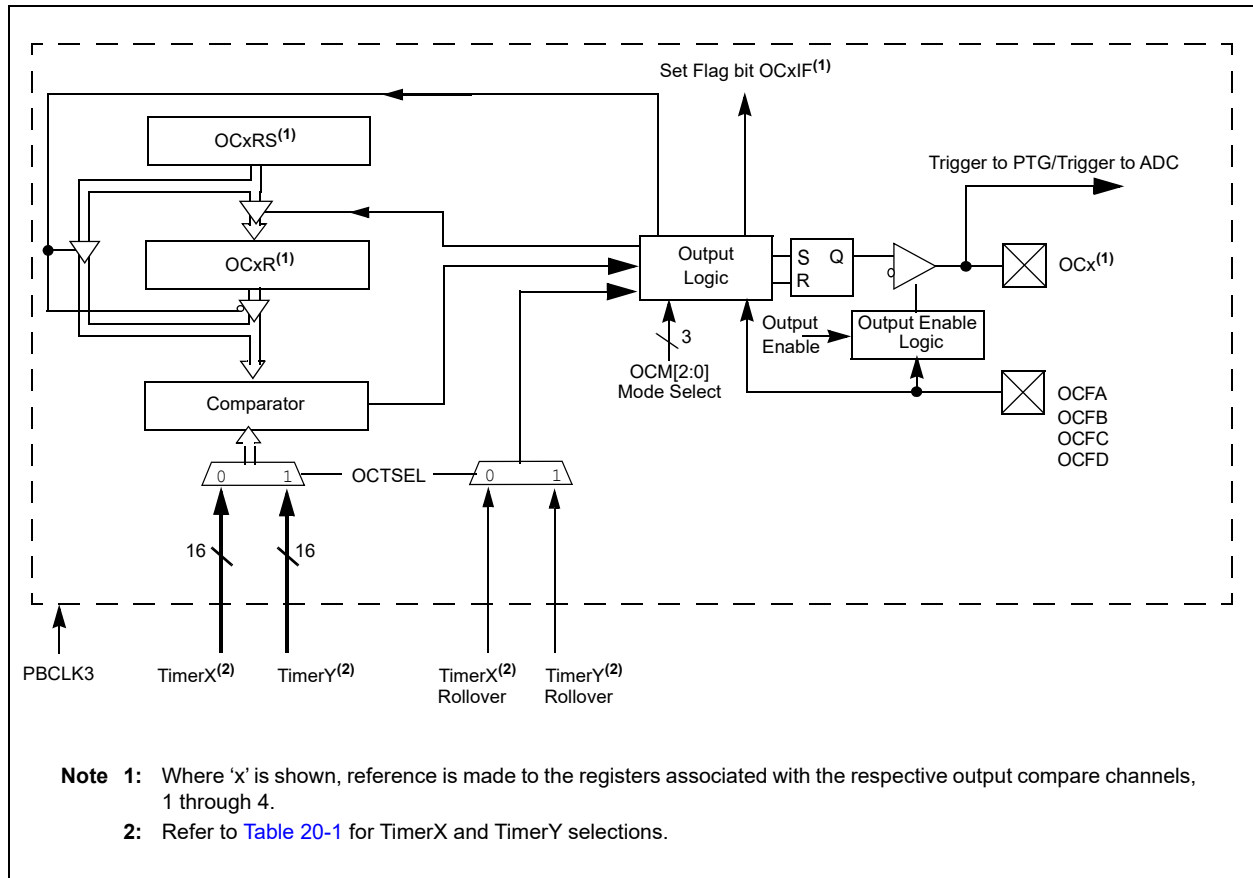 Set Flag bit OCxIF(1)
OCxRS(1)
Trigger to PTG/Trigger to ADC
OCxR(1)
Output
Logic
S Q
R
OCx(1)
Output
Enable
Output Enable
Logic
3
OCM[2:0]
Mode Select
Comparator
OCFA
OCFB
OCFC
OCFD
0 1
OCTSEL
0 1
16
16
PBCLK3
TimerX(2)
TimerY(2)
TimerX(2)
Rollover
TimerY(2)
Rollover
Note 1: Where ‘x’ is shown, reference is made to the registers associated with the respective output compare channels,
1 through 4.
2: Refer to Table 20-1 for TimerX and TimerY selections.